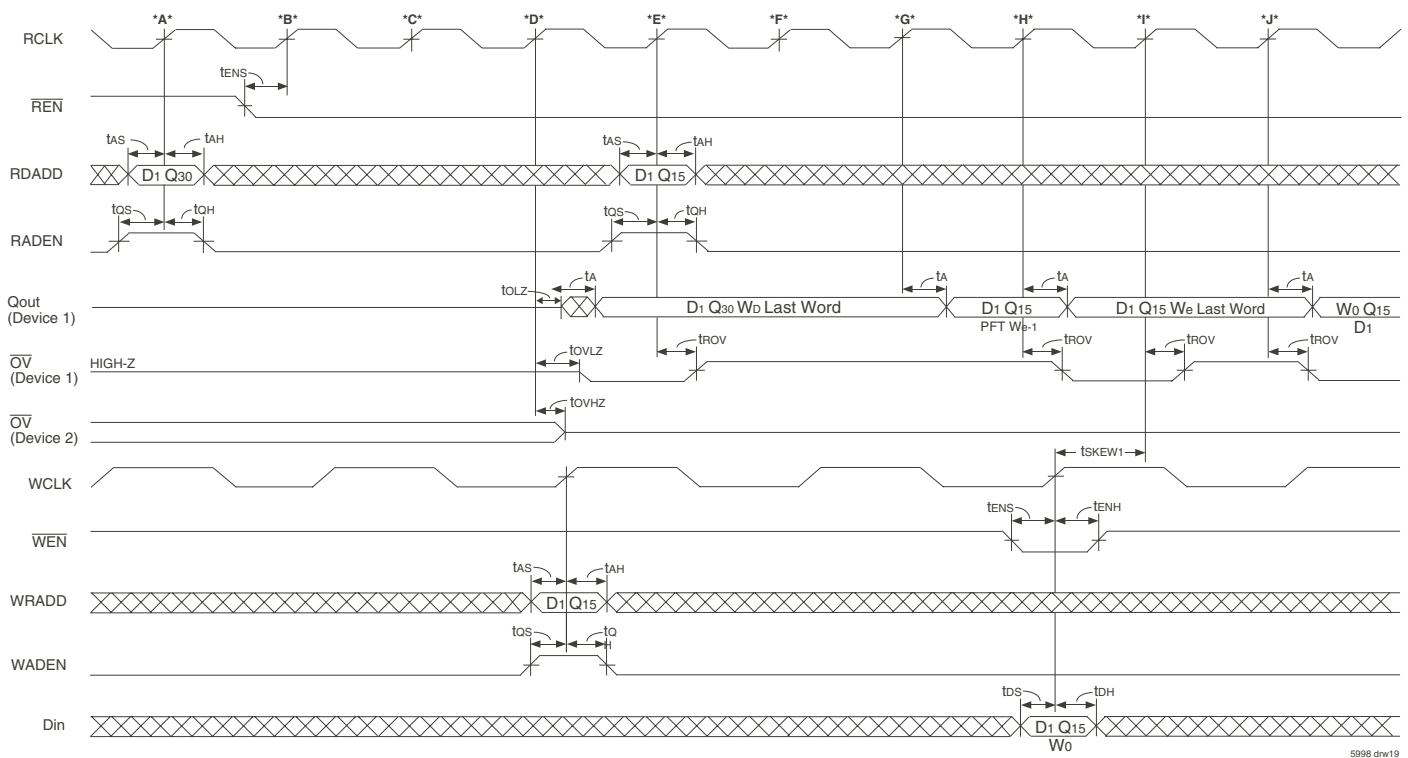 *A* *B* *C* *D* *E* *F* *G* *H* *I* *J*
RCLK
tENS
REN
tAS tAH tAS tAH
RDADD D1 Q30 D1 Q15
tQS tQH tQS tQH
RADEN
tOLZ tA tA tA tA
Qout
(Device 1)
D1 Q30 WD Last Word D1 Q15 D1 Q15 We Last Word W0 Q15
PFT We-1 D1
tOVLZ tROV tROV tROV tROV
OV
(Device 1)
HIGH-Z
tOVHZ
OV
(Device 2)
tSKEW1
WCLK
tENS tENH
WEN
tAS tAH
WRADD D1 Q15
tQS tQ
H
WADEN
tDS tDH
Din D1 Q15
W0
5998 drw19